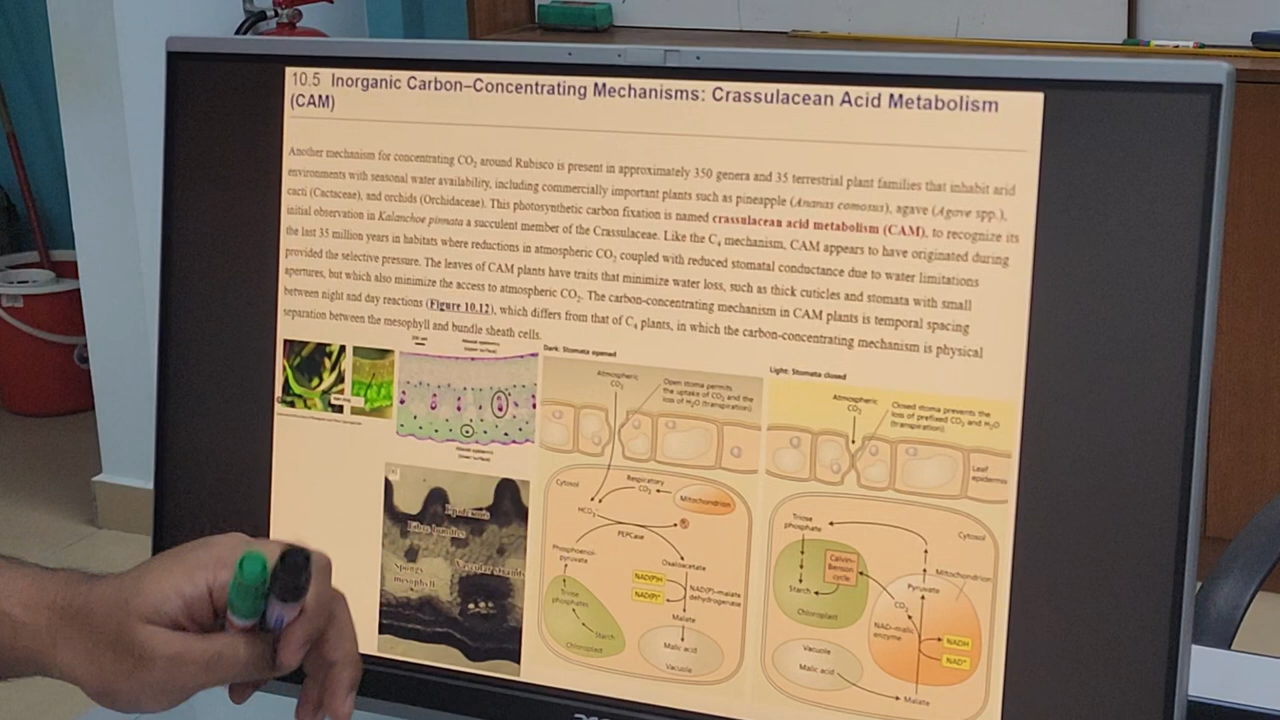 10.5 Inorganic Carbon–Concentrating Mechanisms: Crassulacean Acid Metabolism
(CAM)
Another mechanism for concentrating CO₂ around Rubisco is present in approximately 350 genera and 35 terrestrial plant families that inhabit arid
environments with seasonal water availability, including commercially important plants such as pineapple (Ananas comosus), agave (Agave spp.),
cacti (Cactaceae), and orchids (Orchidaceae). This photosynthetic carbon fixation is named crassulacean acid metabolism (CAM), to recognize its
initial observation in Kalanchoe pinnata a succulent member of the Crassulaceae. Like the C₄ mechanism, CAM appears to have originated during
the last 35 million years in habitats where reductions in atmospheric CO₂ coupled with reduced stomatal conductance due to water limitations
provided the selective pressure. The leaves of CAM plants have traits that minimize water loss, such as thick cuticles and stomata with small
apertures, but which also minimize the access to atmospheric CO₂. The carbon-concentrating mechanism in CAM plants is temporal spacing
between night and day reactions (Figure 10.12), which differs from that of C₄ plants, in which the carbon-concentrating mechanism is physical
separation between the mesophyll and bundle sheath cells.
Epidermis
Fibre bundles
Spongy
mesophyll
Vascular strands
Dark: Stomata opened
Atmospheric
CO₂
Open stoma permits
the uptake of CO₂ and the
loss of H₂O (transpiration)
Cytosol
Respiratory
CO₂
Mitochondrion
HCO₃⁻
PEPCase
Phosphoenol-
pyruvate
Oxaloacetate
NAD(P)H
NAD(P)⁺
NAD(P)-malate
dehydrogenase
Triose
phosphates
Malate
Starch
Chloroplast
Malic acid
Vacuole
Light: Stomata closed
Atmospheric
CO₂
Closed stoma prevents the
loss of prefixed CO₂ and H₂O
(transpiration)
Leaf
epidermis
Triose
phosphate
Cytosol
Calvin-
Benson
cycle
Mitochondrion
Starch
Pyruvate
Chloroplast
CO₂
NAD-malic
enzyme
NADH
NAD⁺
Vacuole
Malic acid
Malate